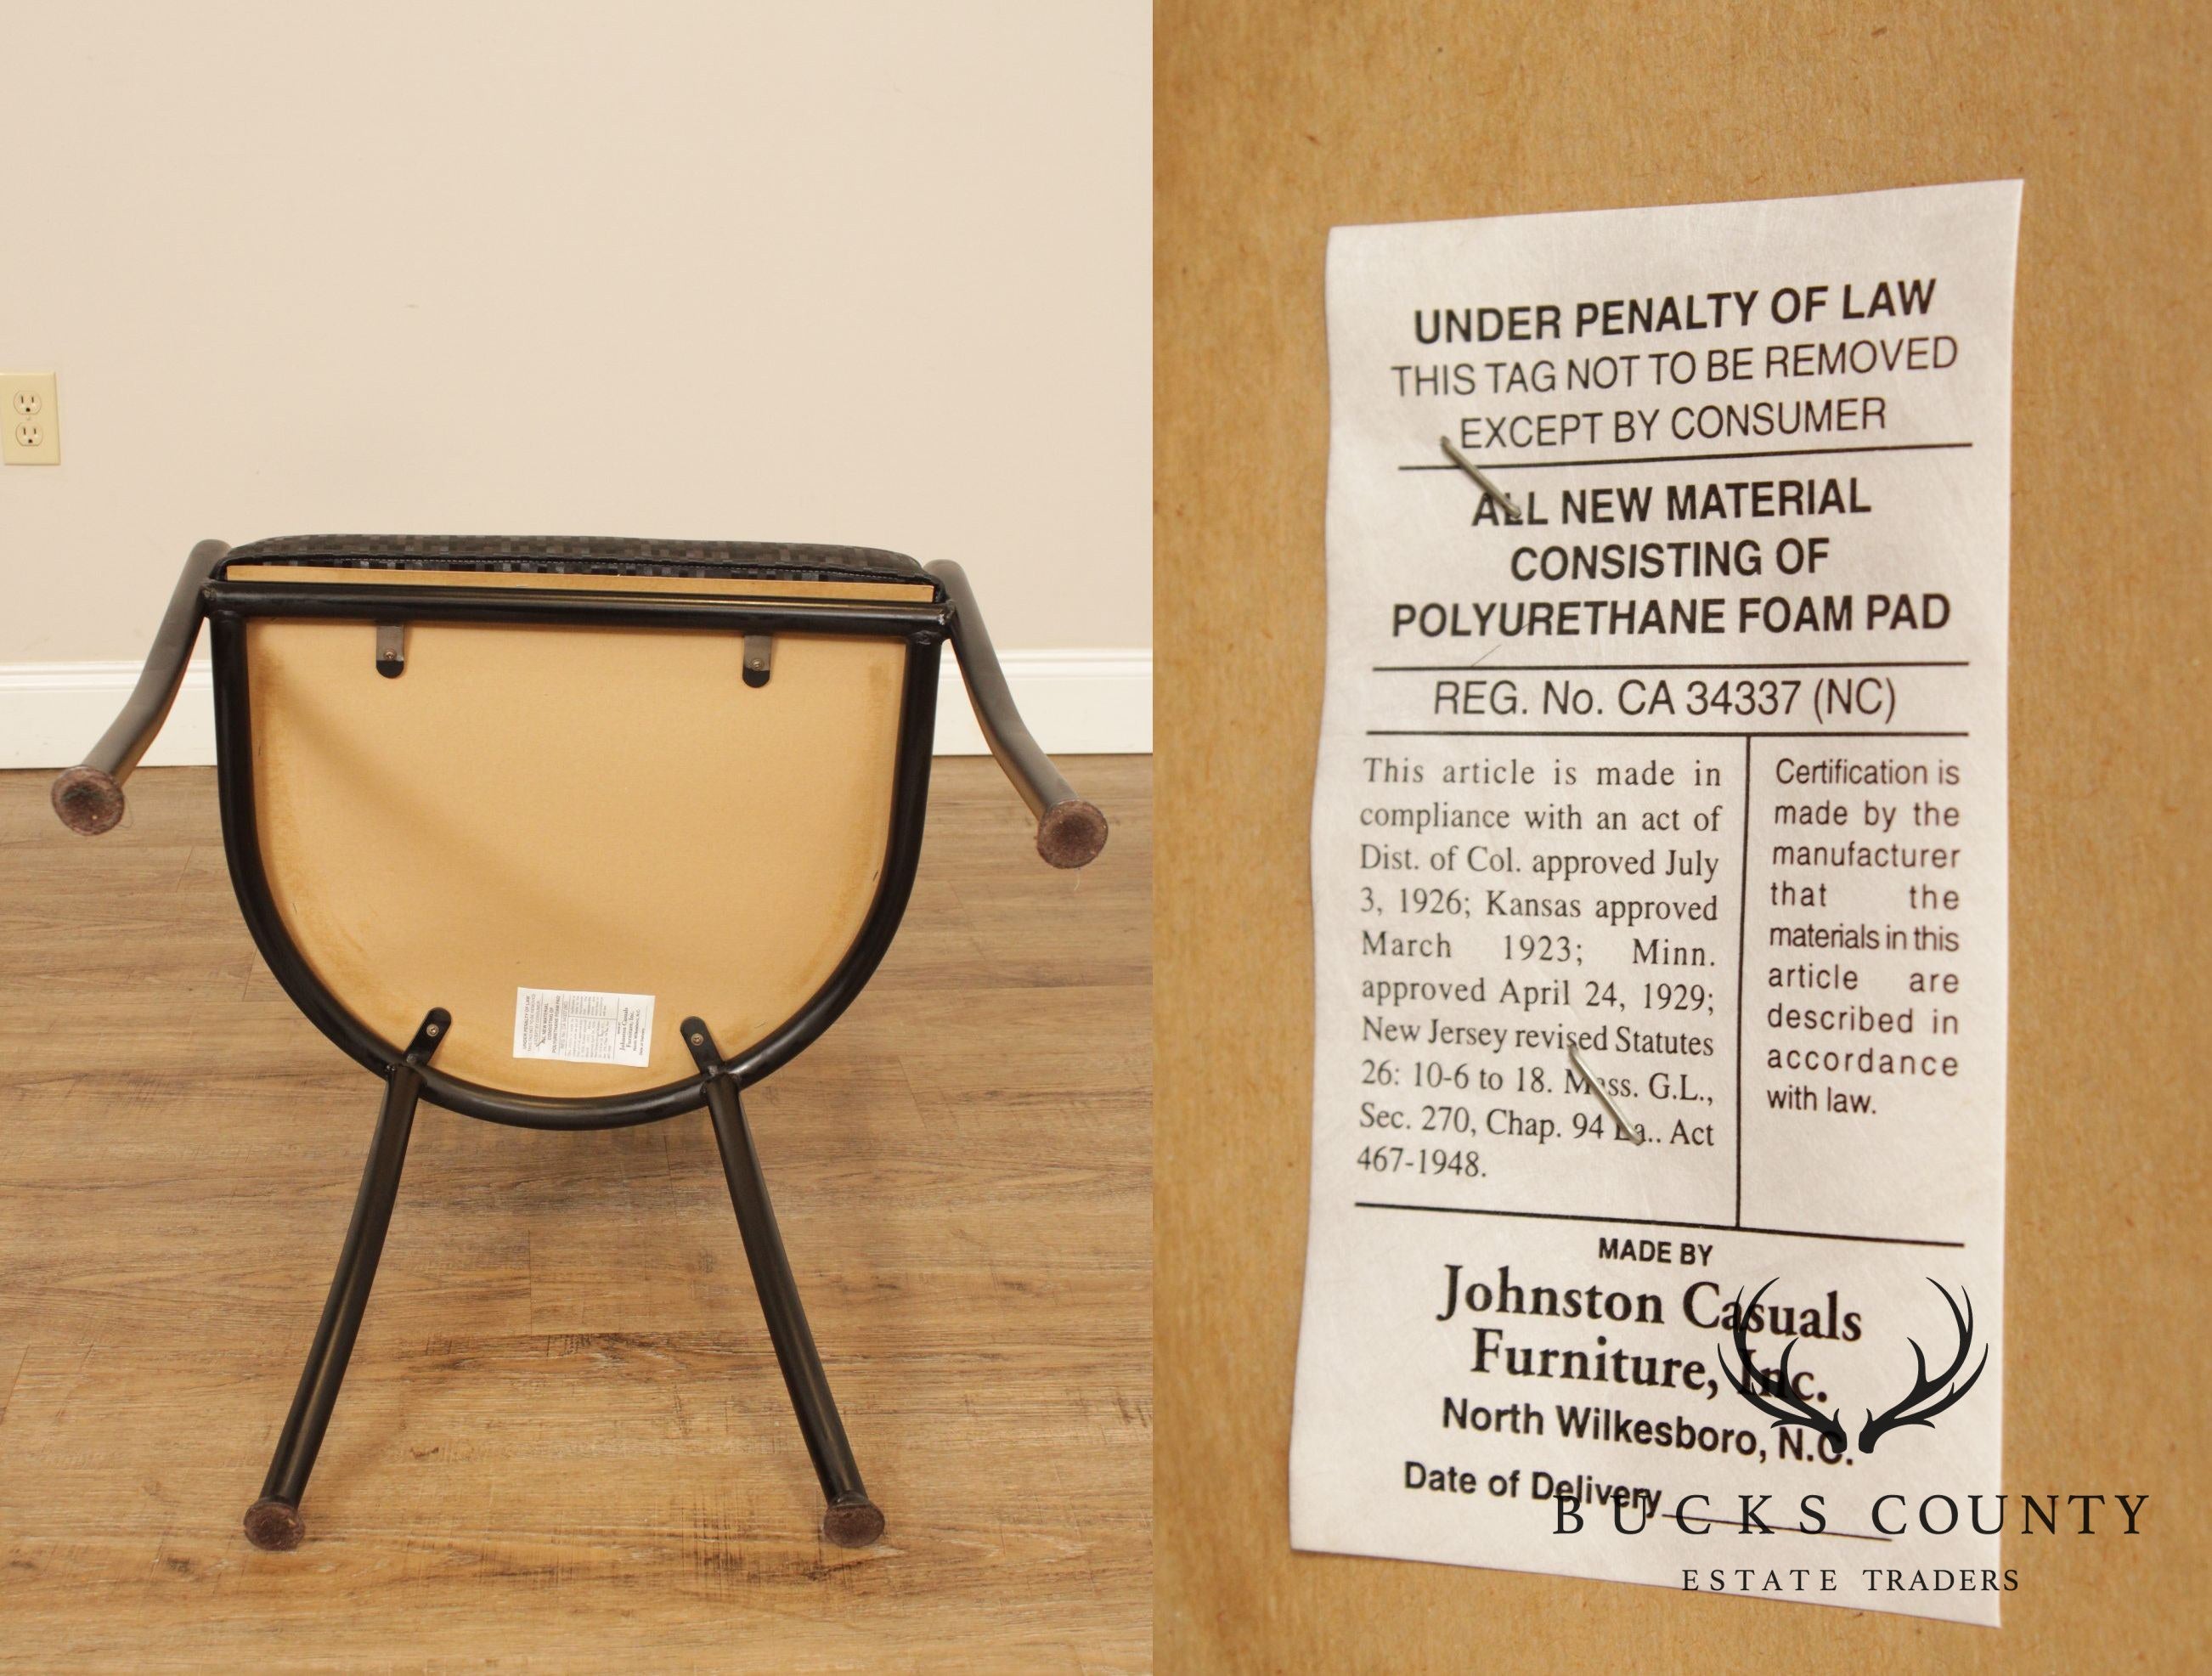 UNDER PENALTY OF LAW
THIS TAG NOT TO BE REMOVED
EXCEPT BY CONSUMER
ALL NEW MATERIAL
CONSISTING OF
POLYURETHANE FOAM PAD
REG. No. CA 34337 (NC)
This article is made in
compliance with an act of
Dist. of Col. approved July
3, 1926; Kansas approved
March 1923; Minn.
approved April 24, 1929;
New Jersey revised Statutes
26: 10-6 to 18. Mass. G.L.,
Sec. 270, Chap. 94 La.. Act
467-1948.
Certification is
made by the
manufacturer
that the
materials in this
article are
described in
accordance
with law.
MADE BY
Johnston Casuals
Furniture, Inc.
North Wilkesboro, N.C.
Date of Delivery
BUCKS COUNTY
ESTATE TRADERS